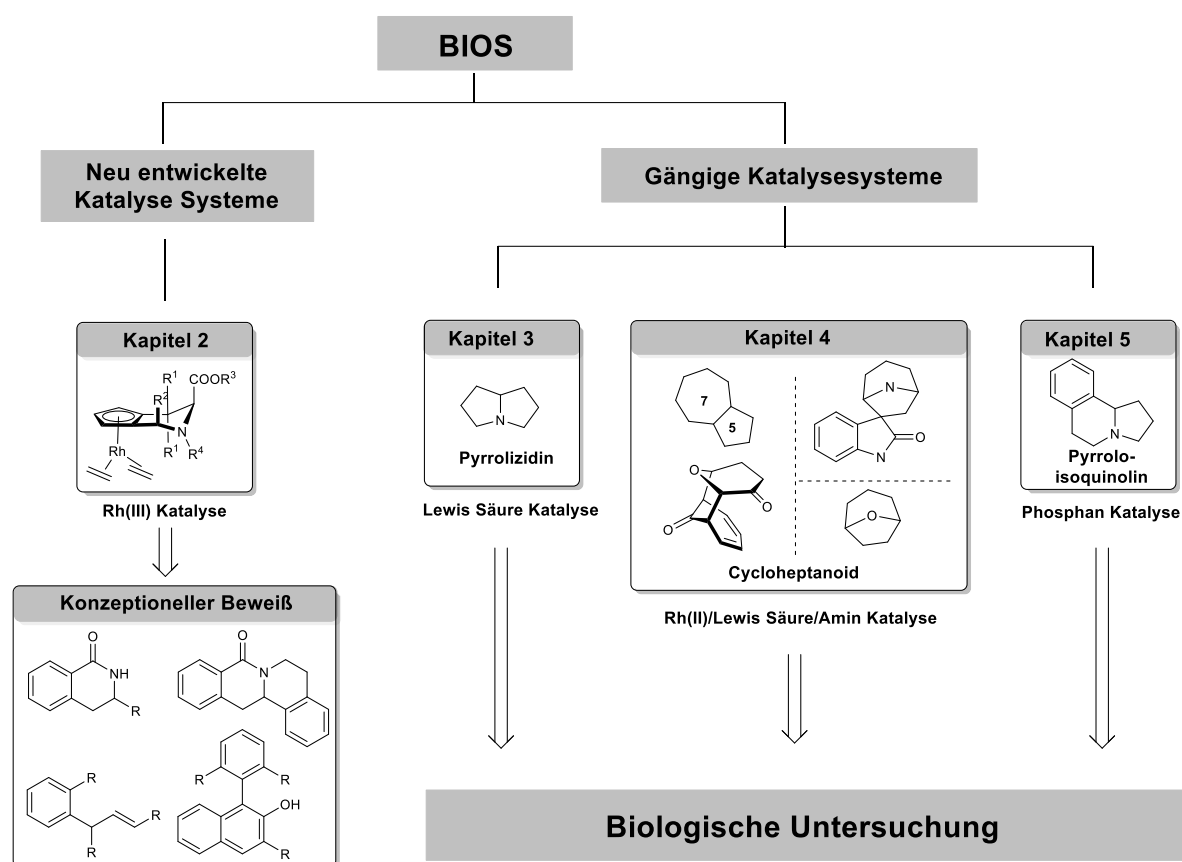 BIOS
Neu entwickelte
Katalyse Systeme
Gängige Katalysesysteme
Kapitel 2
R¹
COOR³
R²
N
R¹
R⁴
Rh
Rh(III) Katalyse
Kapitel 3
N
Pyrrolizidin
Lewis Säure Katalyse
Kapitel 4
7
5
N
O
N
O
O
O
Cycloheptanoid
Rh(II)/Lewis Säure/Amin Katalyse
Kapitel 5
N
Pyrrolo-
isoquinolin
Phosphan Katalyse
Konzeptioneller Beweiß
O
NH
R
O
N
R
R
R
R
R
OH
R
Biologische Untersuchung